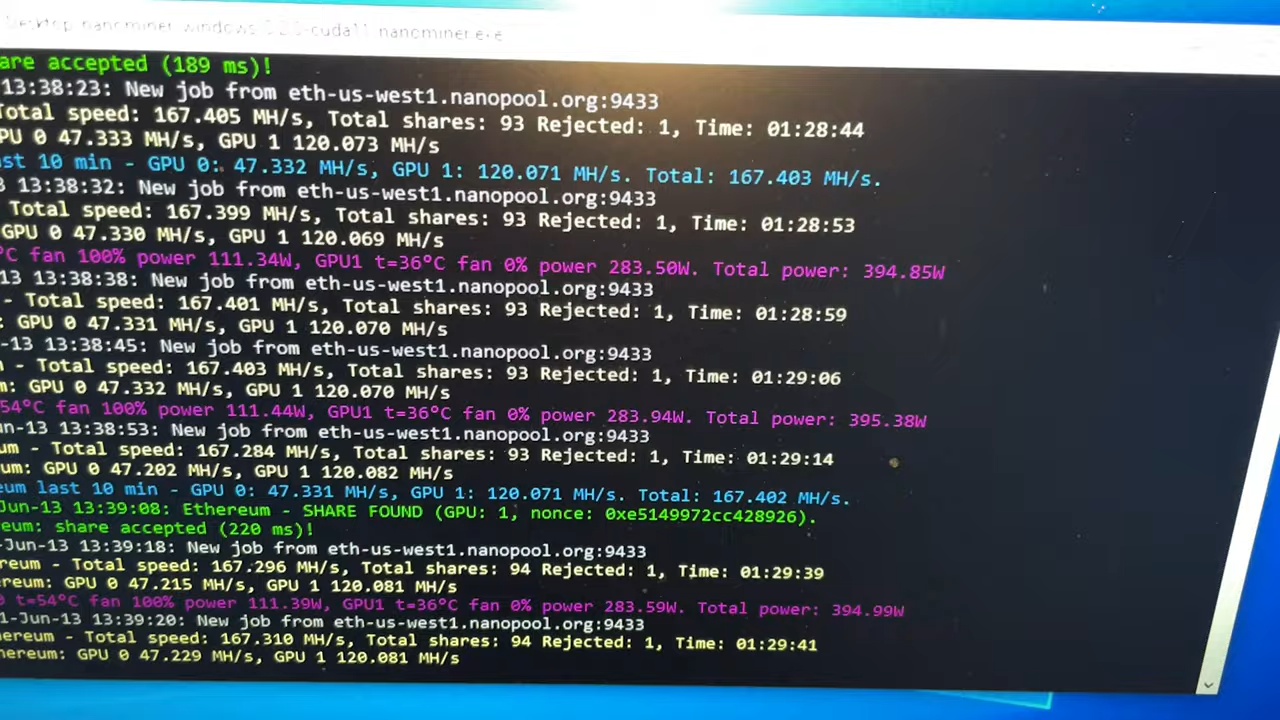 Desktop nanominer-windows cuda11 nanominer.exe
are accepted (189 ms)!
13:38:23: New job from eth-us-west1.nanopool.org:9433
Total speed: 167.405 MH/s, Total shares: 93 Rejected: 1, Time: 01:28:44
PU 0 47.333 MH/s, GPU 1 120.073 MH/s
ast 10 min - GPU 0: 47.332 MH/s, GPU 1: 120.071 MH/s. Total: 167.403 MH/s.
3 13:38:32: New job from eth-us-west1.nanopool.org:9433
Total speed: 167.399 MH/s, Total shares: 93 Rejected: 1, Time: 01:28:53
GPU 0 47.330 MH/s, GPU 1 120.069 MH/s
°C fan 100% power 111.34W, GPU1 t=36°C fan 0% power 283.50W. Total power: 394.85W
13 13:38:38: New job from eth-us-west1.nanopool.org:9433
- Total speed: 167.401 MH/s, Total shares: 93 Rejected: 1, Time: 01:28:59
: GPU 0 47.331 MH/s, GPU 1 120.070 MH/s
-13 13:38:45: New job from eth-us-west1.nanopool.org:9433
m - Total speed: 167.403 MH/s, Total shares: 93 Rejected: 1, Time: 01:29:06
m: GPU 0 47.332 MH/s, GPU 1 120.070 MH/s
54°C fan 100% power 111.44W, GPU1 t=36°C fan 0% power 283.94W. Total power: 395.38W
un-13 13:38:53: New job from eth-us-west1.nanopool.org:9433
um - Total speed: 167.284 MH/s, Total shares: 93 Rejected: 1, Time: 01:29:14
um: GPU 0 47.202 MH/s, GPU 1 120.082 MH/s
eum last 10 min - GPU 0: 47.331 MH/s, GPU 1: 120.071 MH/s. Total: 167.402 MH/s.
Jun-13 13:39:08: Ethereum - SHARE FOUND (GPU: 1, nonce: 0xe5149972cc428926).
reum: share accepted (220 ms)!
-Jun-13 13:39:18: New job from eth-us-west1.nanopool.org:9433
ereum - Total speed: 167.296 MH/s, Total shares: 94 Rejected: 1, Time: 01:29:39
ereum: GPU 0 47.215 MH/s, GPU 1 120.081 MH/s
0 t=54°C fan 100% power 111.39W, GPU1 t=36°C fan 0% power 283.59W. Total power: 394.99W
1-Jun-13 13:39:20: New job from eth-us-west1.nanopool.org:9433
hereum - Total speed: 167.310 MH/s, Total shares: 94 Rejected: 1, Time: 01:29:41
hereum: GPU 0 47.229 MH/s, GPU 1 120.081 MH/s